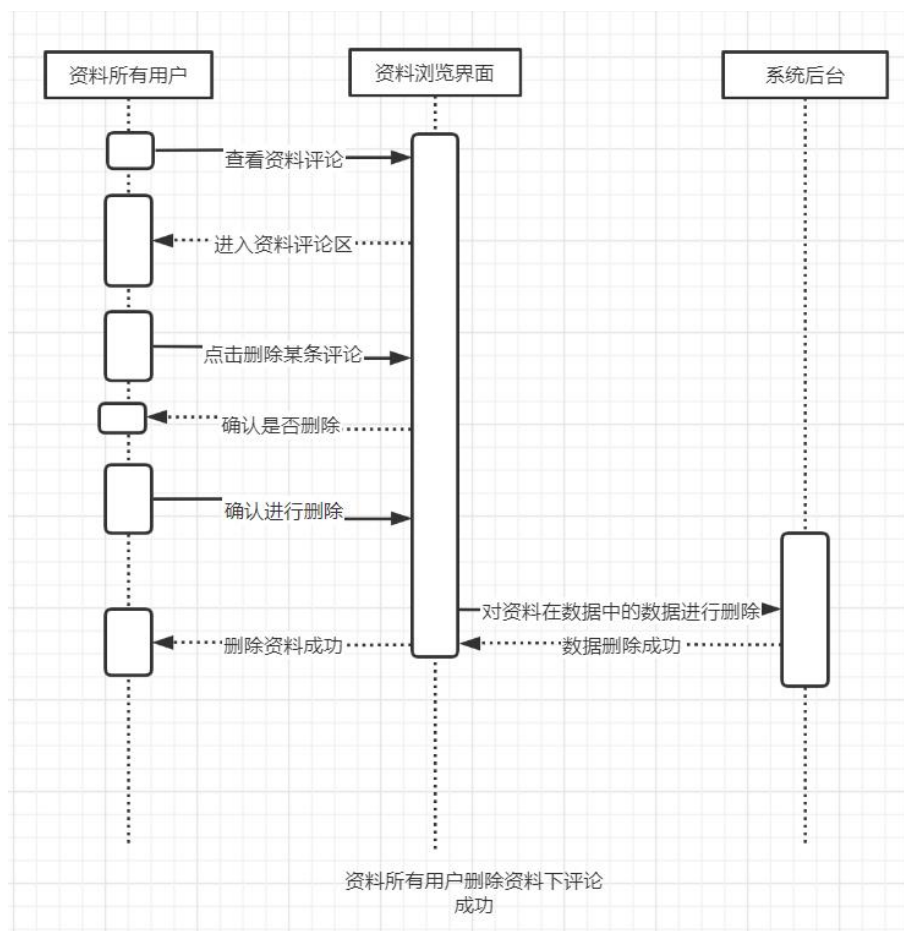 资料所有用户
资料浏览界面
系统后台
查看资料评论
进入资料评论区
点击删除某条评论
确认是否删除
确认进行删除
对资料在数据中的数据进行删除
删除资料成功
数据删除成功
资料所有用户删除资料下评论
成功